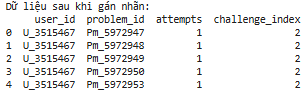 Dữ liệu sau khi gán nhãn:
user_id problem_id attempts challenge_index
0 U_3515467 Pm_5972947 1 2
1 U_3515467 Pm_5972948 1 2
2 U_3515467 Pm_5972949 1 2
3 U_3515467 Pm_5972950 1 2
4 U_3515467 Pm_5972953 1 2